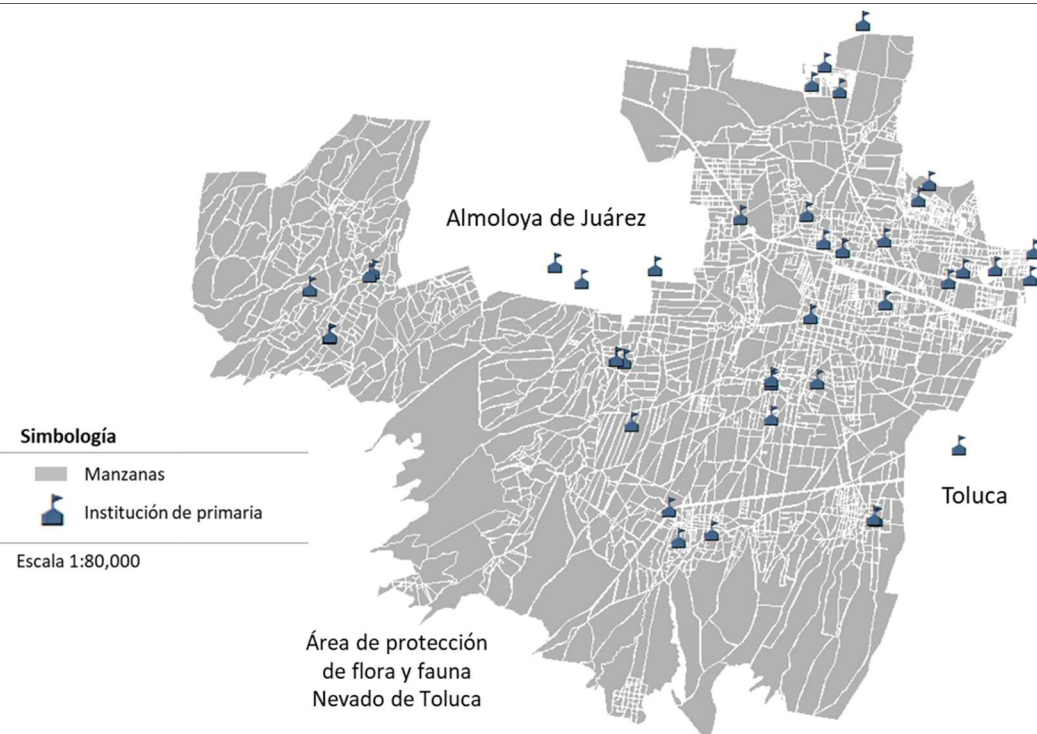 Almoloya de Juárez
Simbología
Manzanas
Institución de primaria
Escala 1:80,000
Toluca
Área de protección
de flora y fauna
Nevado de Toluca